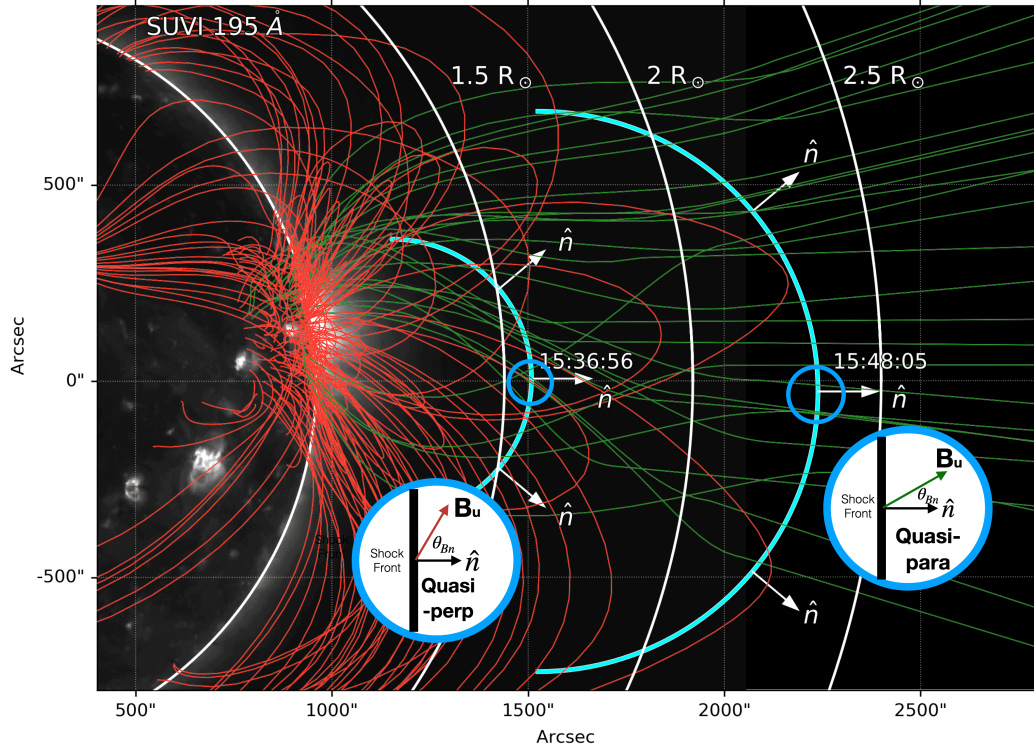 SUVI 195 Å
1.5 R☉
2 R☉
2.5 R☉
n̂
n̂
15:36:56
n̂
15:48:05
n̂
n̂
n̂
Shock
Front
Bu
θBn
n̂
Quasi
-perp
Shock
Front
Bu
θBn
n̂
Quasi-
para
Arcsec
500"
0"
-500"
500"
1000"
1500"
2000"
2500"
Arcsec